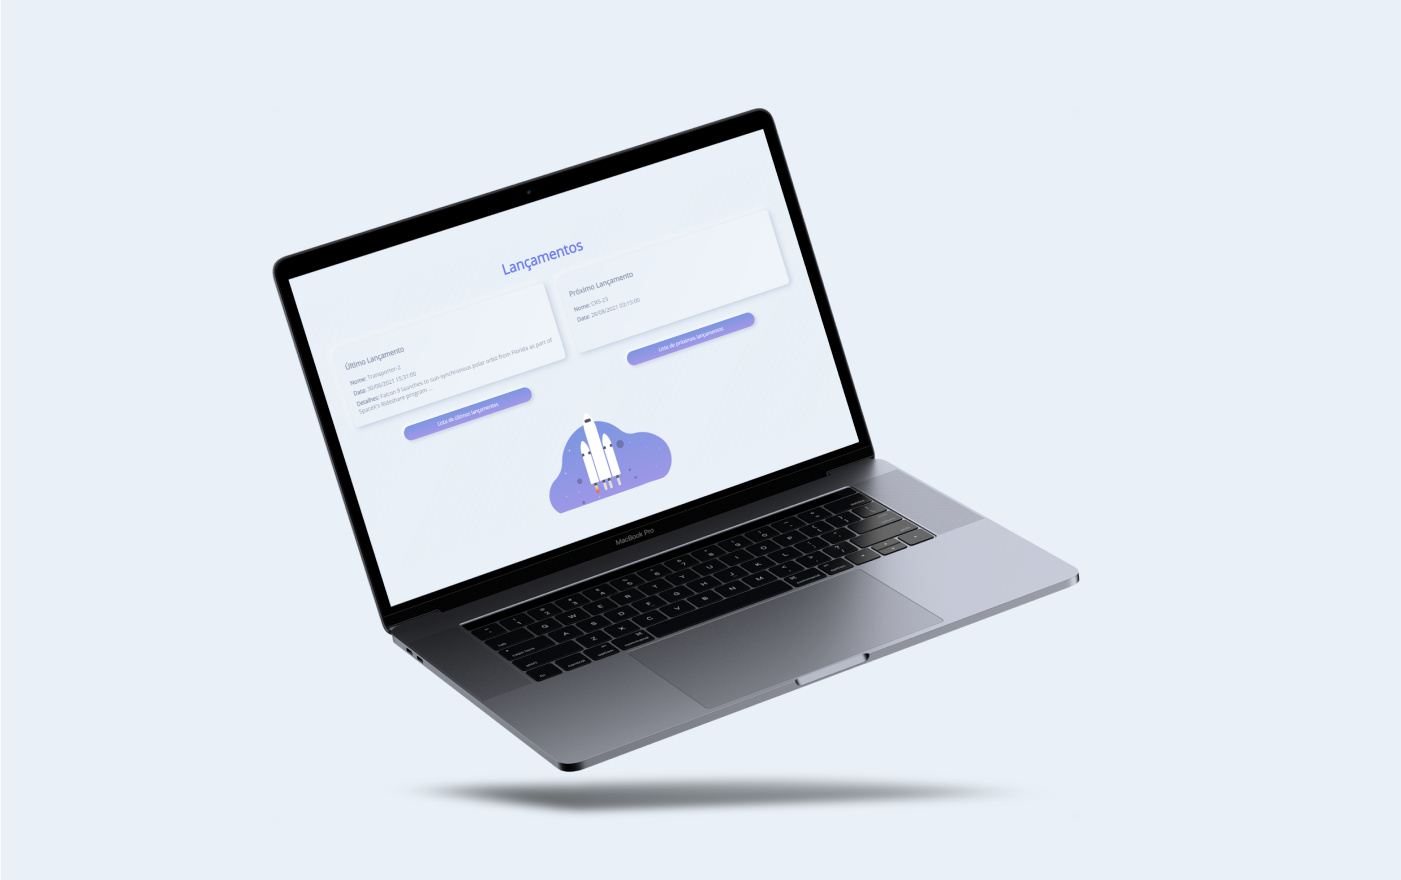 Lançamentos
Último Lançamento
Nome: Transporter-2
Data: 30/06/2021 15:31:00
Detalhes: Falcon 9 launches to sun-synchronous polar orbit from Florida as part of
SpaceX's Rideshare program ...
Lista de últimos lançamentos
Próximo Lançamento
Nome: CRS-23
Data: 28/08/2021 03:15:00
Lista de próximos lançamentos
MacBook Pro